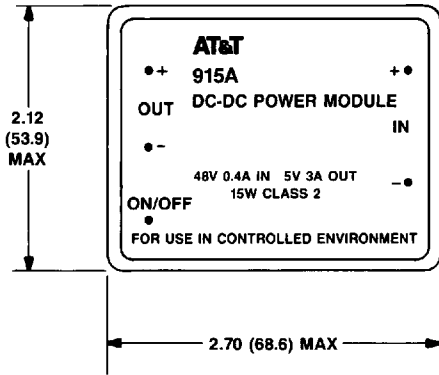 AT&T
915A
DC-DC POWER MODULE
+
OUT
-
+
IN
-
48V 0.4A IN 5V 3A OUT
15W CLASS 2
ON/OFF
FOR USE IN CONTROLLED ENVIRONMENT
2.12
(53.9)
MAX
2.70 (68.6) MAX